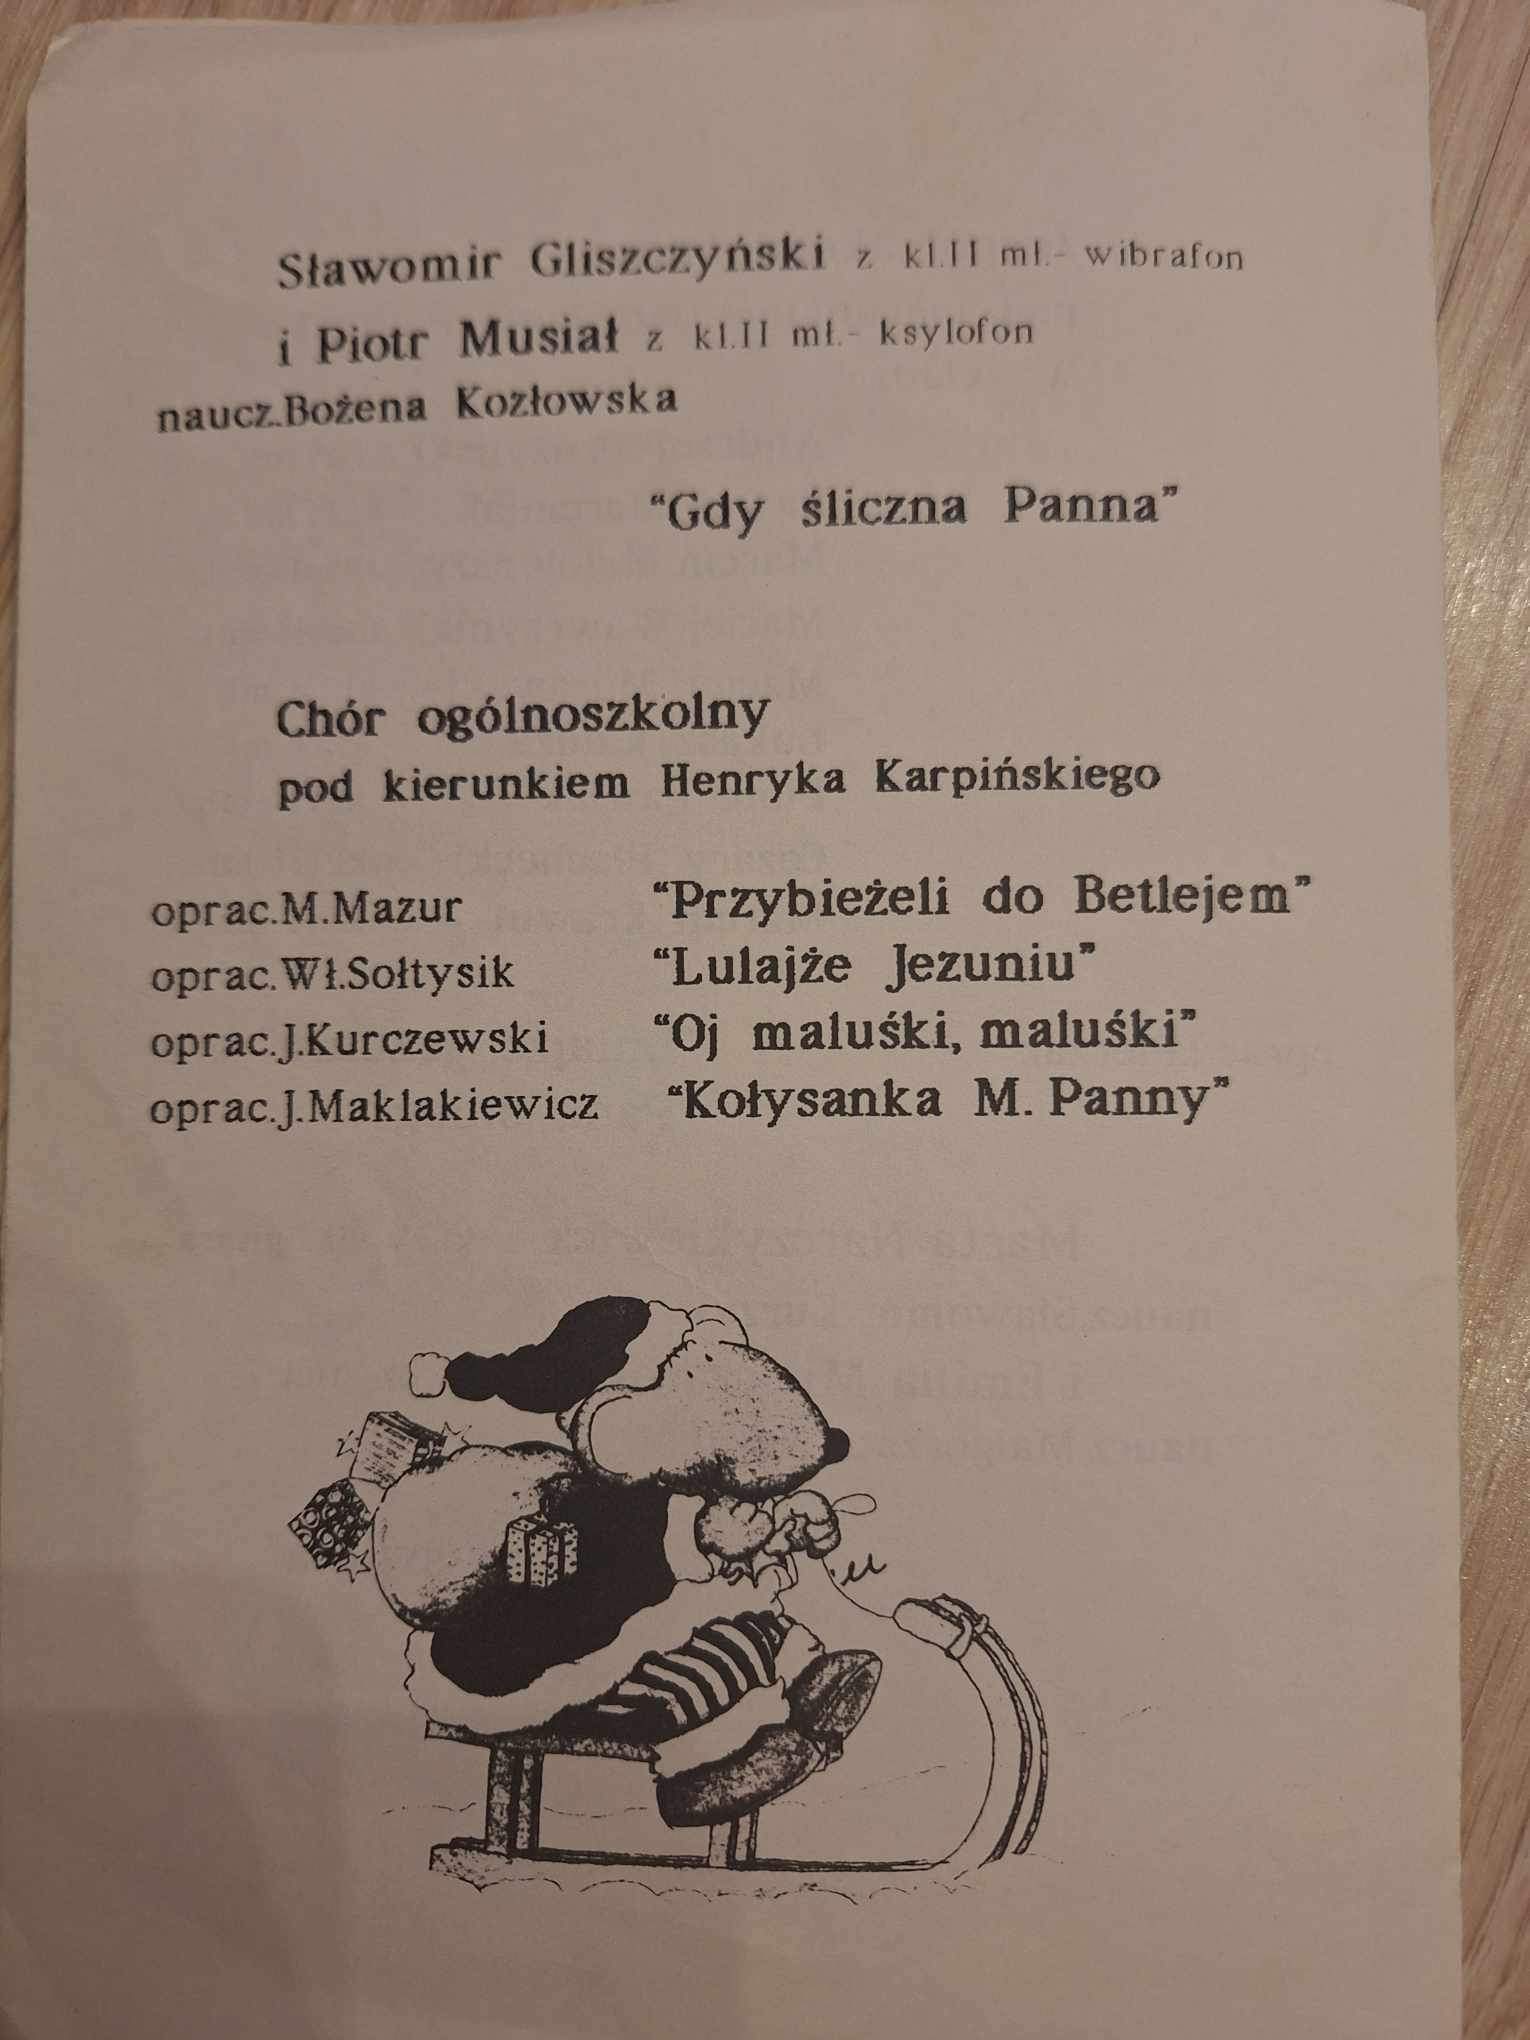 Sławomir Gliszczyński z kl.II mł.- wibrafon
i Piotr Musiał z kl.II mł.- ksylofon
naucz.Bożena Kozłowska
“Gdy śliczna Panna”
Chór ogólnoszkolny
pod kierunkiem Henryka Karpińskiego
oprac.M.Mazur “Przybieżeli do Betlejem”
oprac.Wł.Sołtysik “Lulajże Jezuniu”
oprac.J.Kurczewski “Oj maluśki, maluśki”
oprac.J.Maklakiewicz “Kołysanka M. Panny”